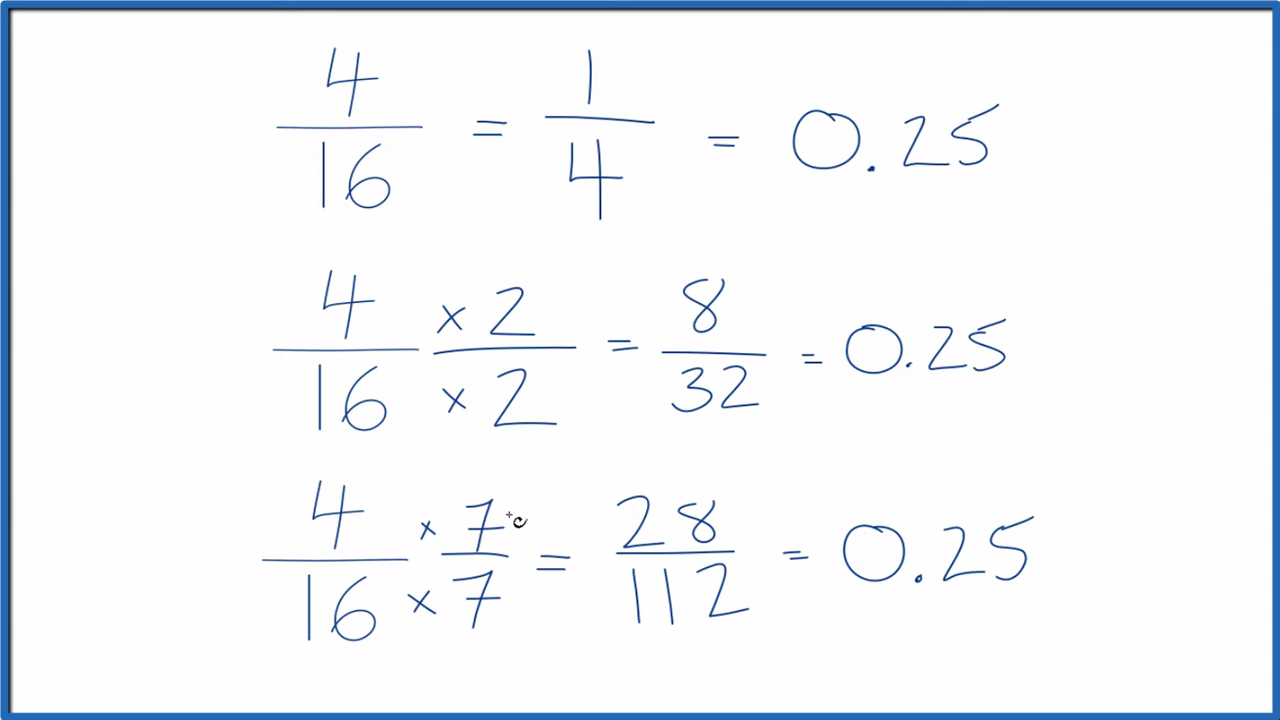 4/16 = 1/4 = 0.25
4/16 × 2/× 2 = 8/32 = 0.25
4/16 × 7/× 7 = 28/112 = 0.25